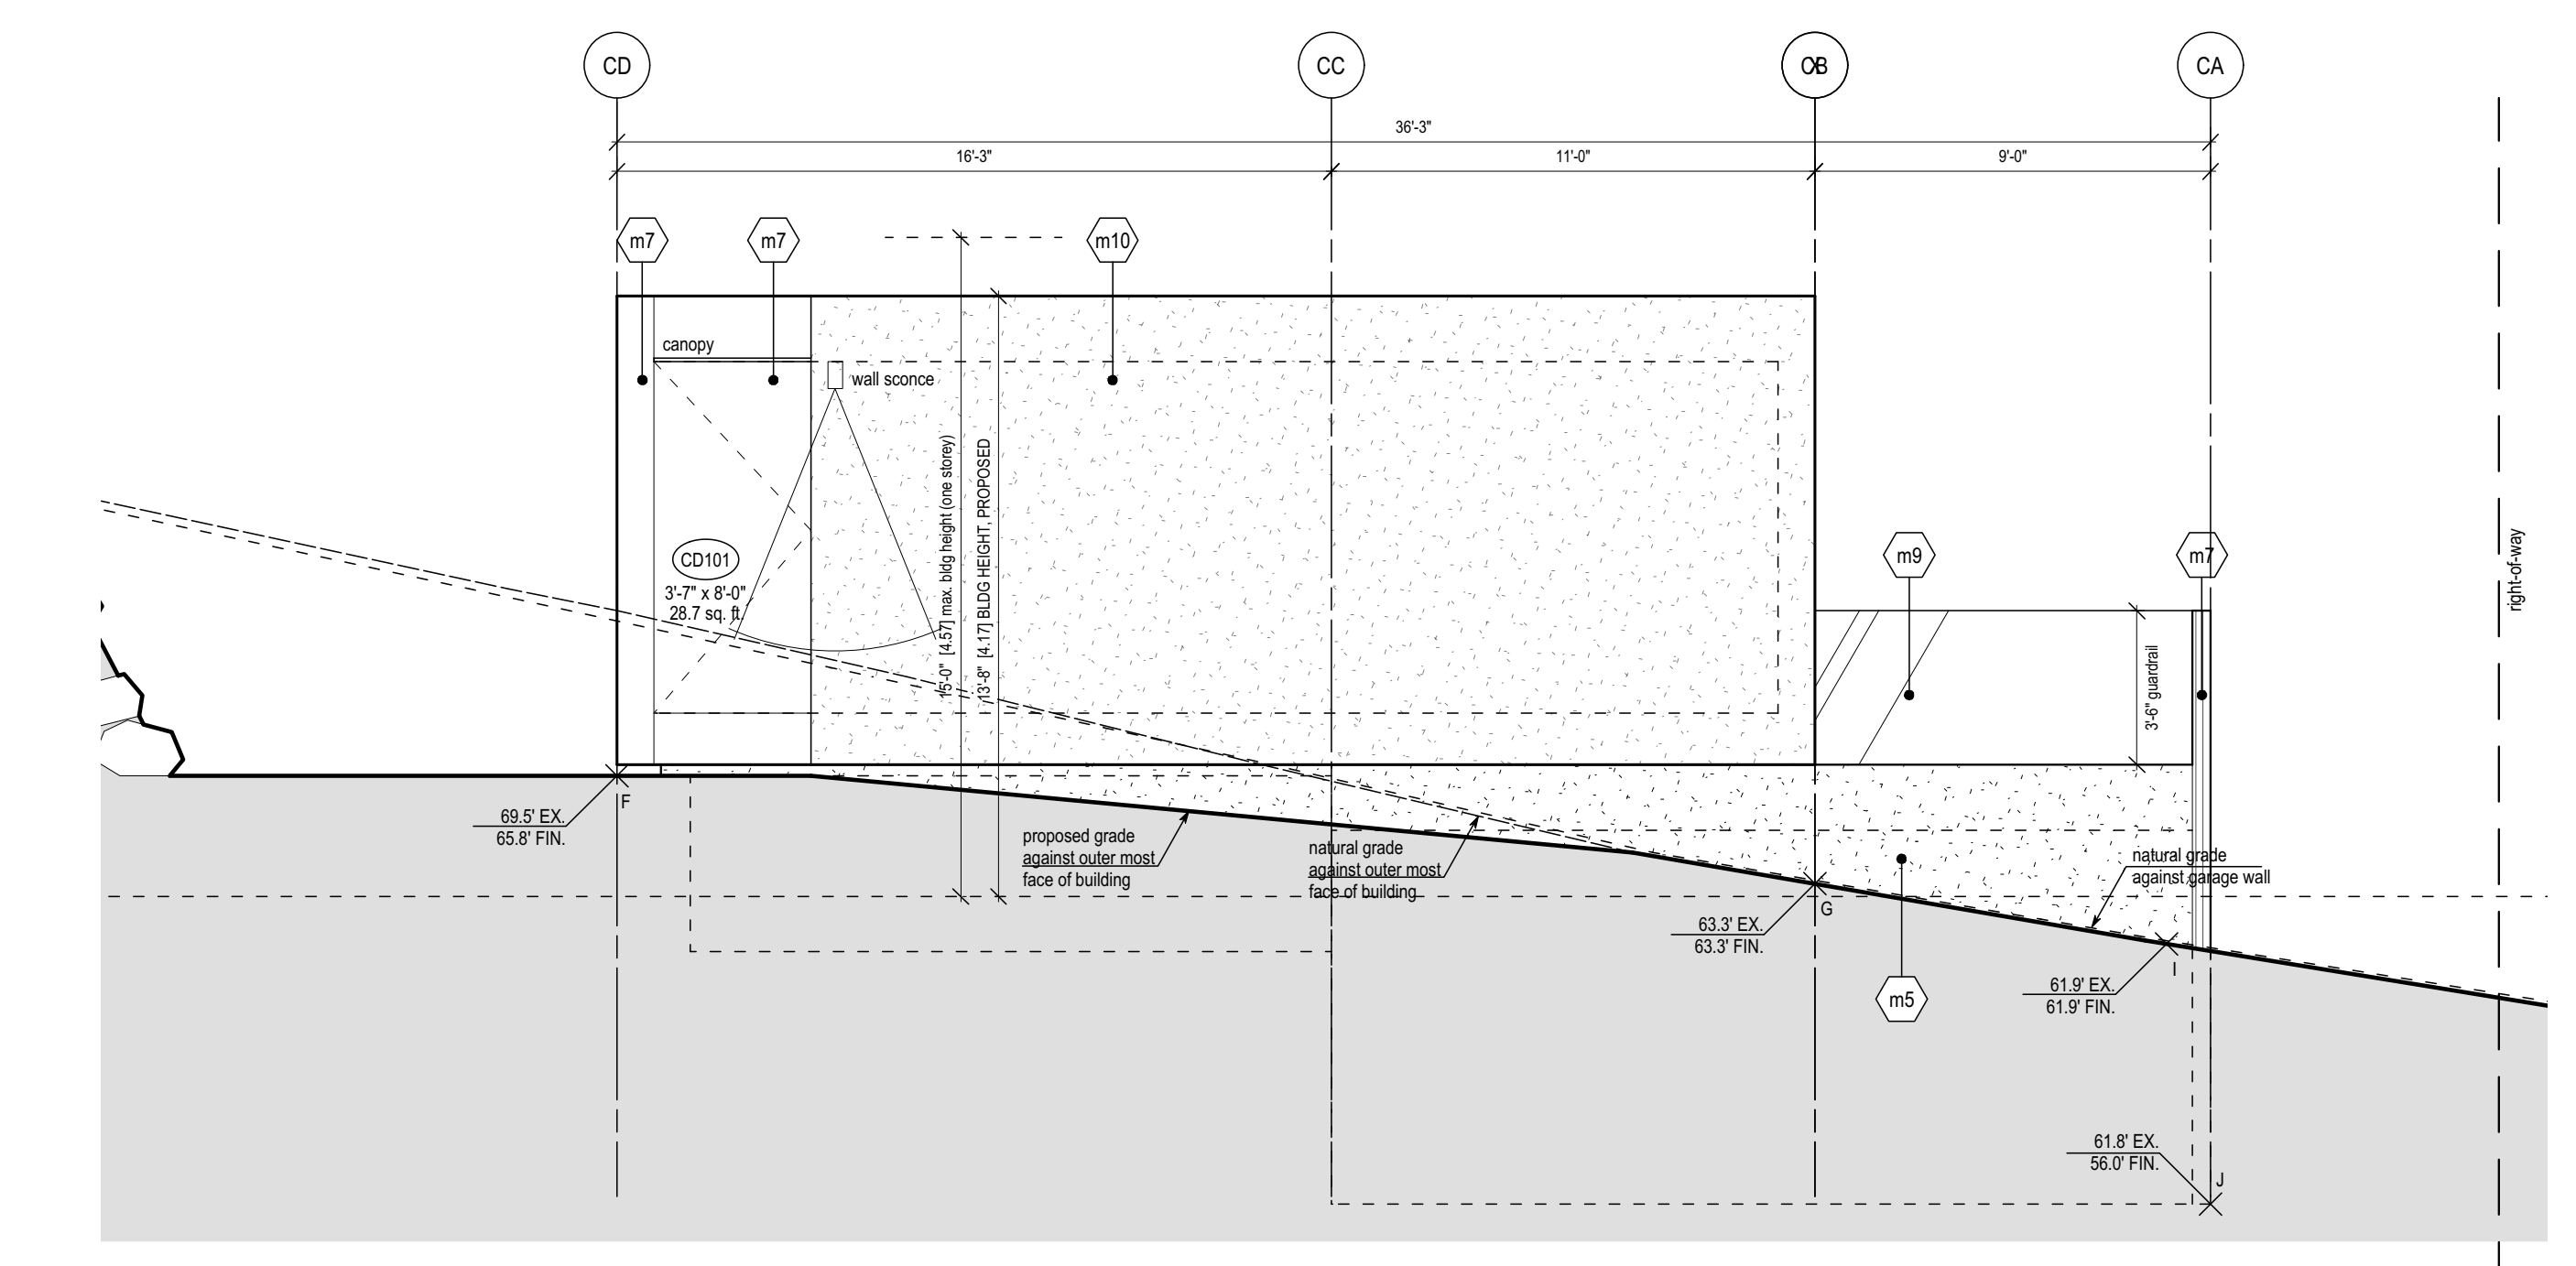 CD
CC
CB
CA
36'-3"
16'-3"
11'-0"
9'-0"
m7
m7
m10
canopy
wall sconce
CD101
3'-7" x 8'-0"
28.7 sq. ft.
15'-0" [4.57] max. bldg height (one storey)
13'-8" [4.17] BLDG HEIGHT, PROPOSED
m9
m7
right-of-way
3'-6" guardrail
F
69.5' EX.
65.8' FIN.
proposed grade
against outer most
face of building
natural grade
against outer most
face of building
natural grade
against garage wall
G
63.3' EX.
63.3' FIN.
I
61.9' EX.
61.9' FIN.
m5
61.8' EX.
56.0' FIN.
J